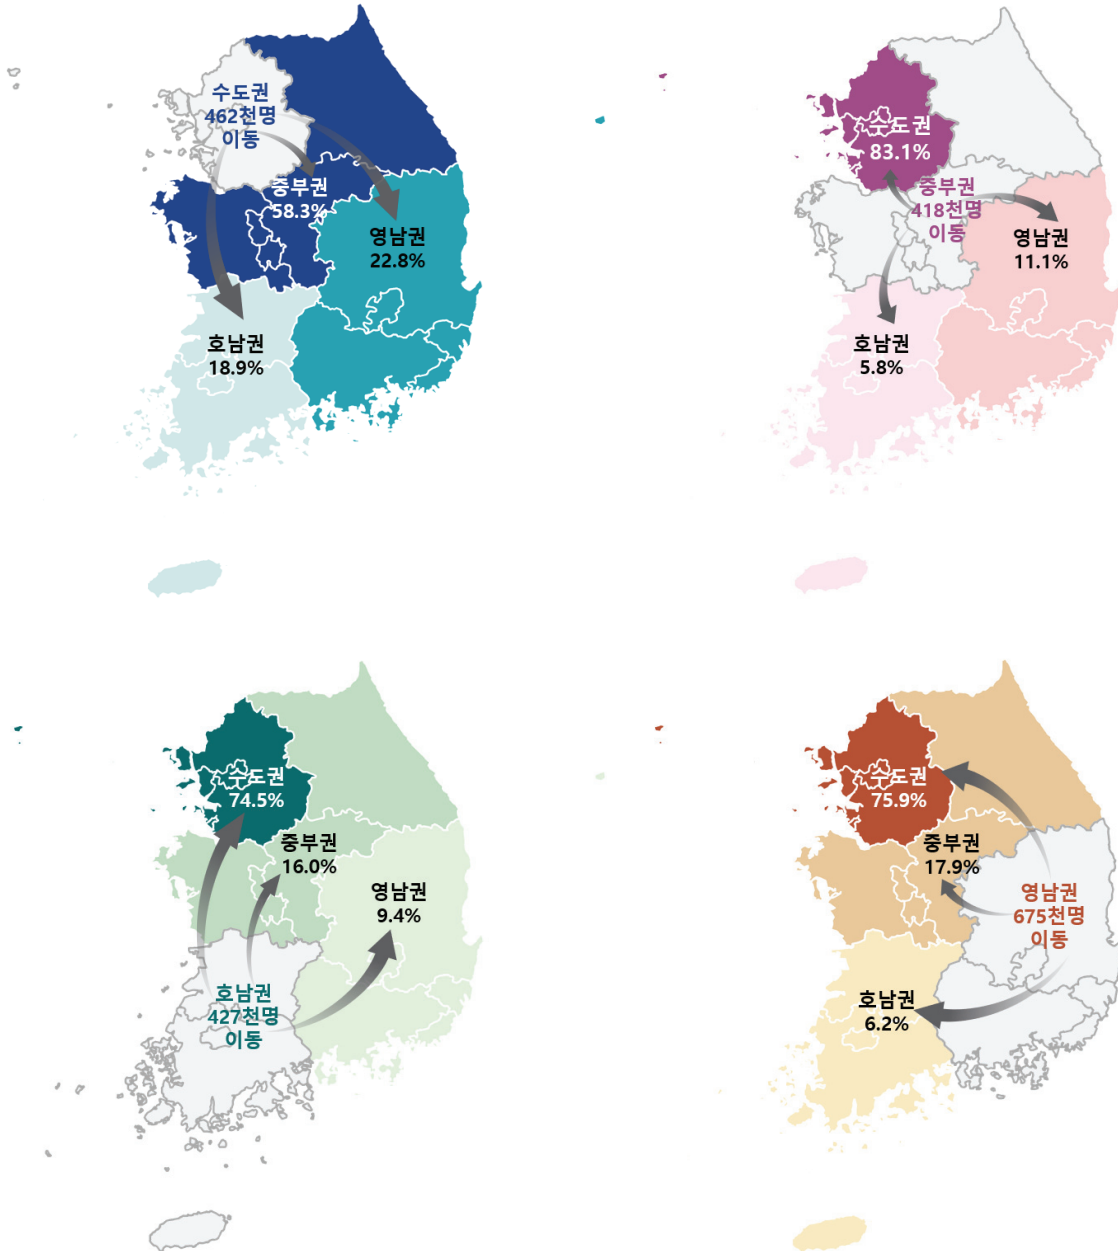 수도권
462천명
이동
중부권
58.3%
영남권
22.8%
호남권
18.9%
수도권
83.1%
중부권
418천명
이동
영남권
11.1%
호남권
5.8%
수도권
74.5%
중부권
16.0%
영남권
9.4%
호남권
427천명
이동
수도권
75.9%
중부권
17.9%
영남권
675천명
이동
호남권
6.2%